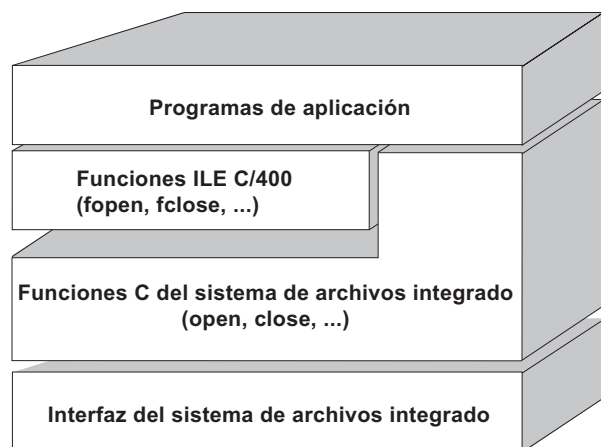 Programas de aplicación
Funciones ILE C/400
(fopen, fclose, ...)
Funciones C del sistema de archivos integrado
(open, close, ...)
Interfaz del sistema de archivos integrado